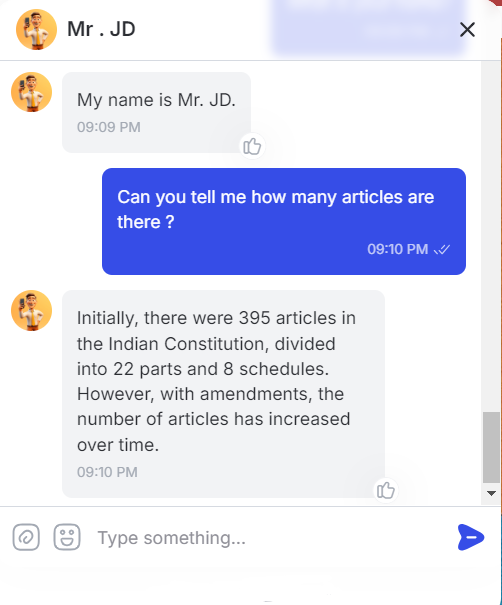 Mr . JD
My name is Mr. JD.
09:09 PM
Can you tell me how many articles are
there ?
09:10 PM
Initially, there were 395 articles in
the Indian Constitution, divided
into 22 parts and 8 schedules.
However, with amendments, the
number of articles has increased
over time.
09:10 PM
Type something...